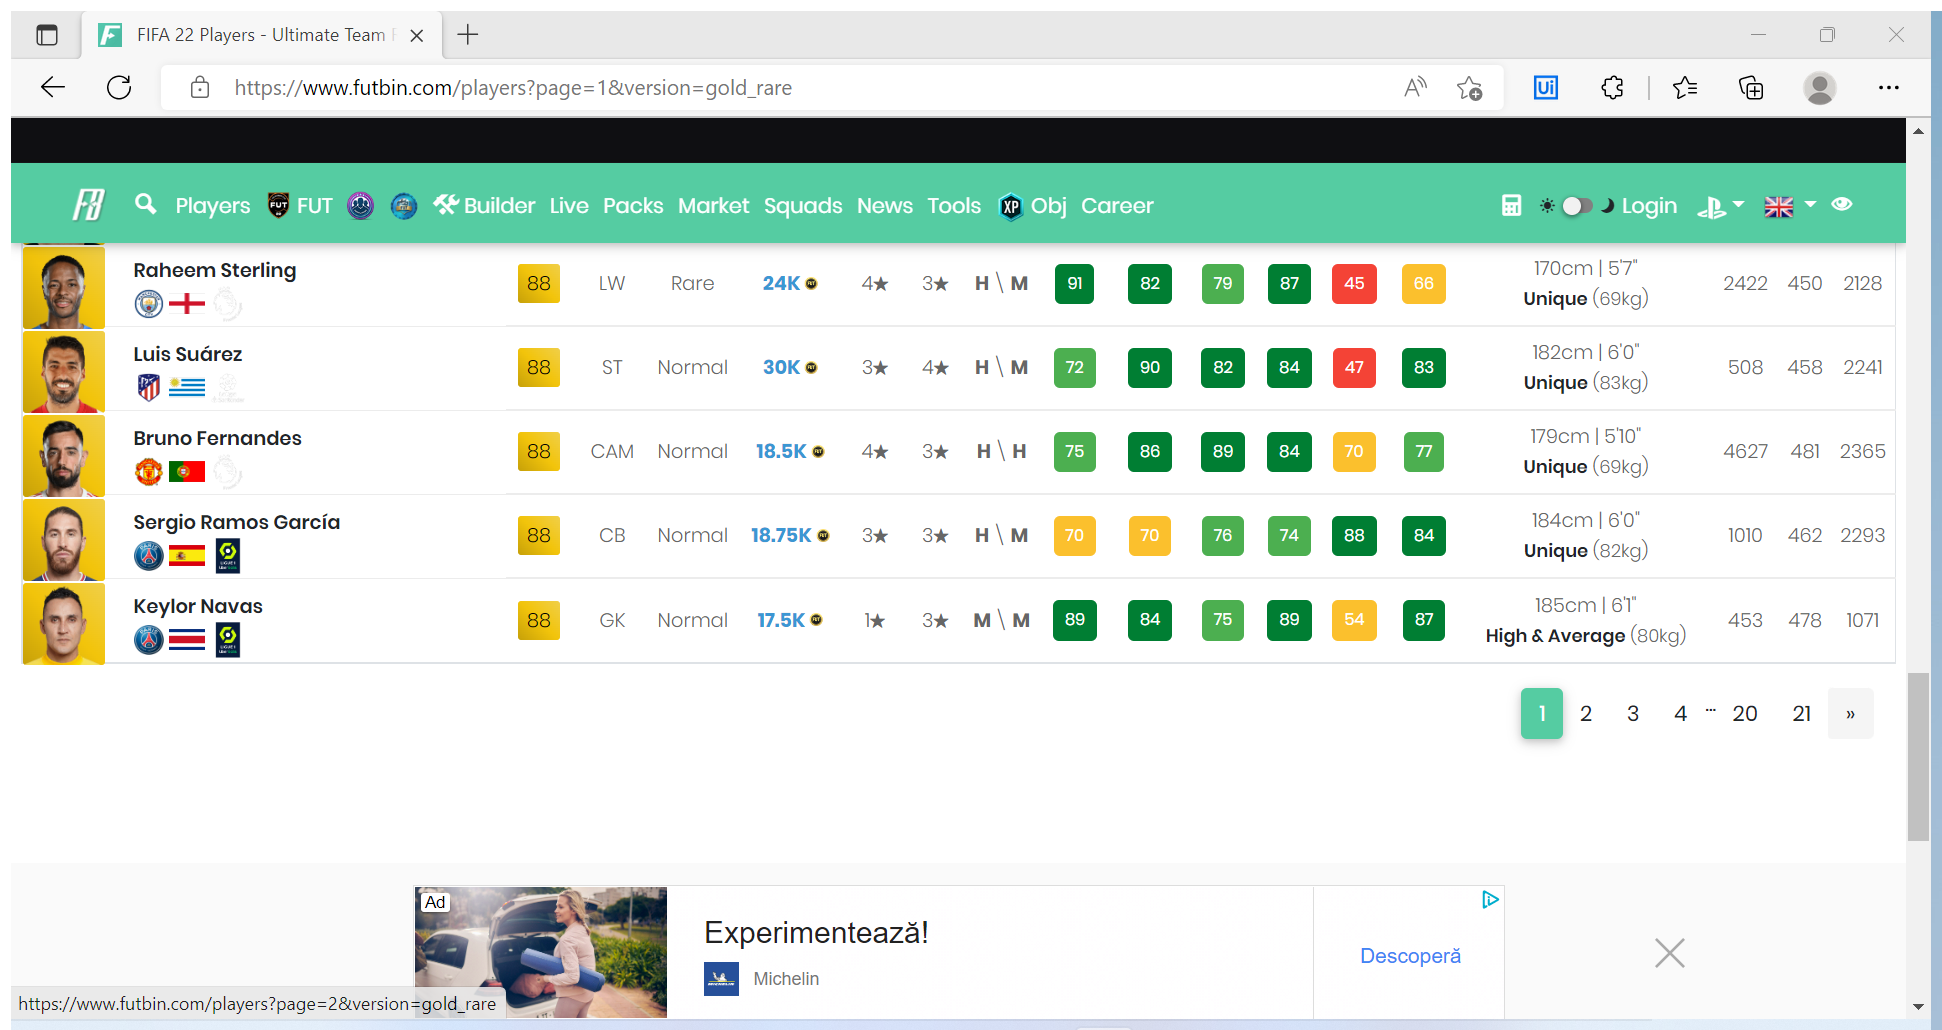 FIFA 22 Players - Ultimate Team F
https://www.futbin.com/players?page=1&version=gold_rare
Players FUT Builder Live Packs Market Squads News Tools XP Obj Career Login
Raheem Sterling 88 LW Rare 24K 4★ 3★ H \ M 91 82 79 87 45 66 170cm | 5'7" Unique (69kg) 2422 450 2128
Luis Suárez 88 ST Normal 30K 3★ 4★ H \ M 72 90 82 84 47 83 182cm | 6'0" Unique (83kg) 508 458 2241
Bruno Fernandes 88 CAM Normal 18.5K 4★ 3★ H \ H 75 86 89 84 70 77 179cm | 5'10" Unique (69kg) 4627 481 2365
Sergio Ramos García 88 CB Normal 18.75K 3★ 3★ H \ M 70 70 76 74 88 84 184cm | 6'0" Unique (82kg) 1010 462 2293
Keylor Navas 88 GK Normal 17.5K 1★ 3★ M \ M 89 84 75 89 54 87 185cm | 6'1" High & Average (80kg) 453 478 1071
1 2 3 4 ... 20 21 »
Ad
Experimentează!
Michelin
Descoperă
https://www.futbin.com/players?page=2&version=gold_rare